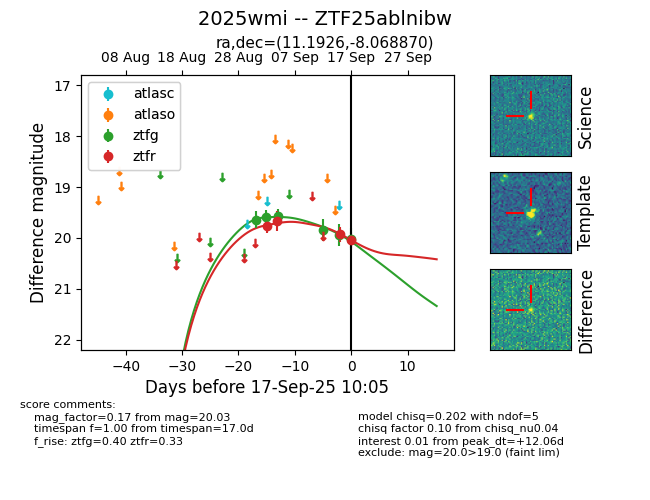 2025wmi -- ZTF25ablnibw
ra,dec=(11.1926,-8.068870)
08 Aug 18 Aug 28 Aug 07 Sep 17 Sep 27 Sep
17
18
19
20
21
22
Difference magnitude
atlasc
atlaso
ztfg
ztfr
−40 −30 −20 −10 0 10
Days before 17-Sep-25 10:05
Science
Template
Difference
score comments:
mag_factor=0.17 from mag=20.03
timespan f=1.00 from timespan=17.0d
f_rise: ztfg=0.40 ztfr=0.33
model chisq=0.202 with ndof=5
chisq factor 0.10 from chisq_nu0.04
interest 0.01 from peak_dt=+12.06d
exclude: mag=20.0>19.0 (faint lim)